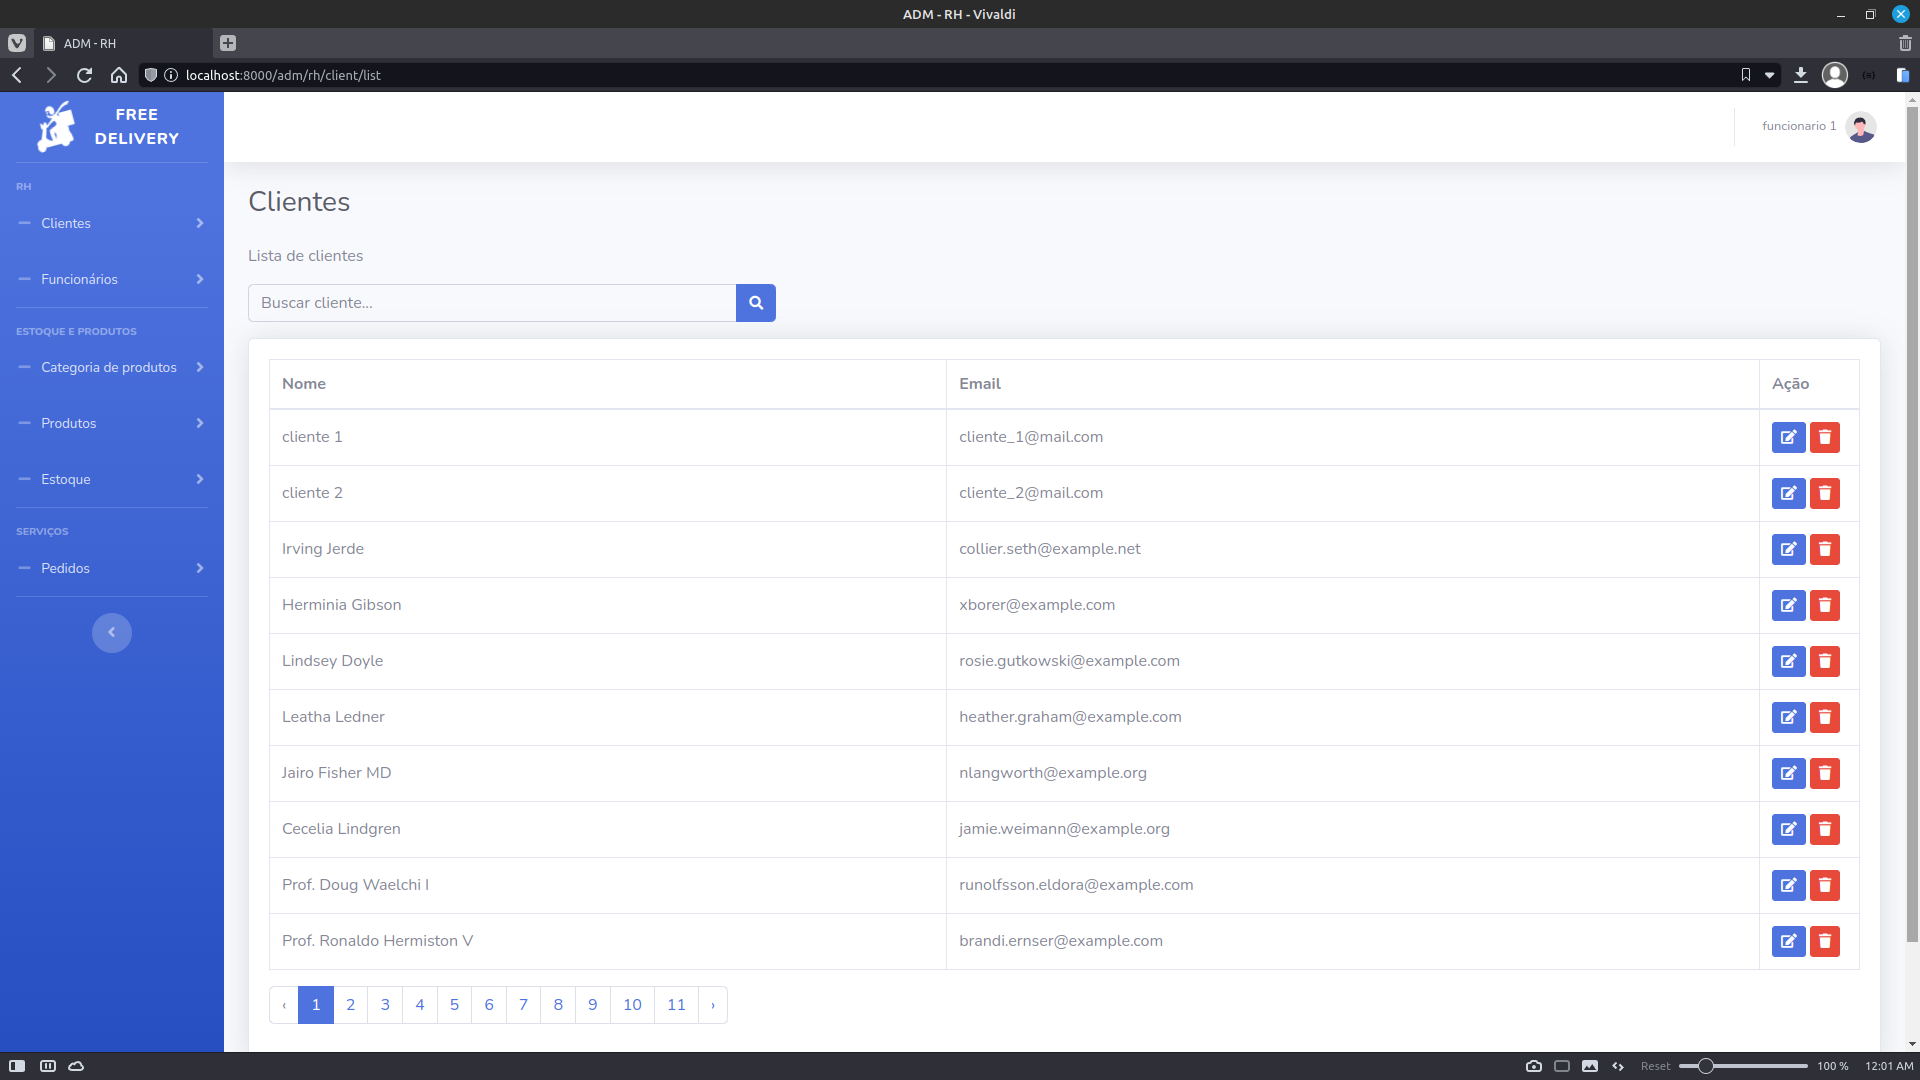 ADM - RH - Vivaldi
ADM - RH
localhost:8000/adm/rh/client/list
FREE
DELIVERY
funcionario 1
RH
Clientes
Funcionários
ESTOQUE E PRODUTOS
Categoria de produtos
Produtos
Estoque
SERVIÇOS
Pedidos
Clientes
Lista de clientes
Buscar cliente...
Nome Email Ação
cliente 1 cliente_1@mail.com
cliente 2 cliente_2@mail.com
Irving Jerde collier.seth@example.net
Herminia Gibson xborer@example.com
Lindsey Doyle rosie.gutkowski@example.com
Leatha Ledner heather.graham@example.com
Jairo Fisher MD nlangworth@example.org
Cecelia Lindgren jamie.weimann@example.org
Prof. Doug Waelchi I runolfsson.eldora@example.com
Prof. Ronaldo Hermiston V brandi.ernser@example.com
‹ 1 2 3 4 5 6 7 8 9 10 11 ›
Reset 100 % 12:01 AM